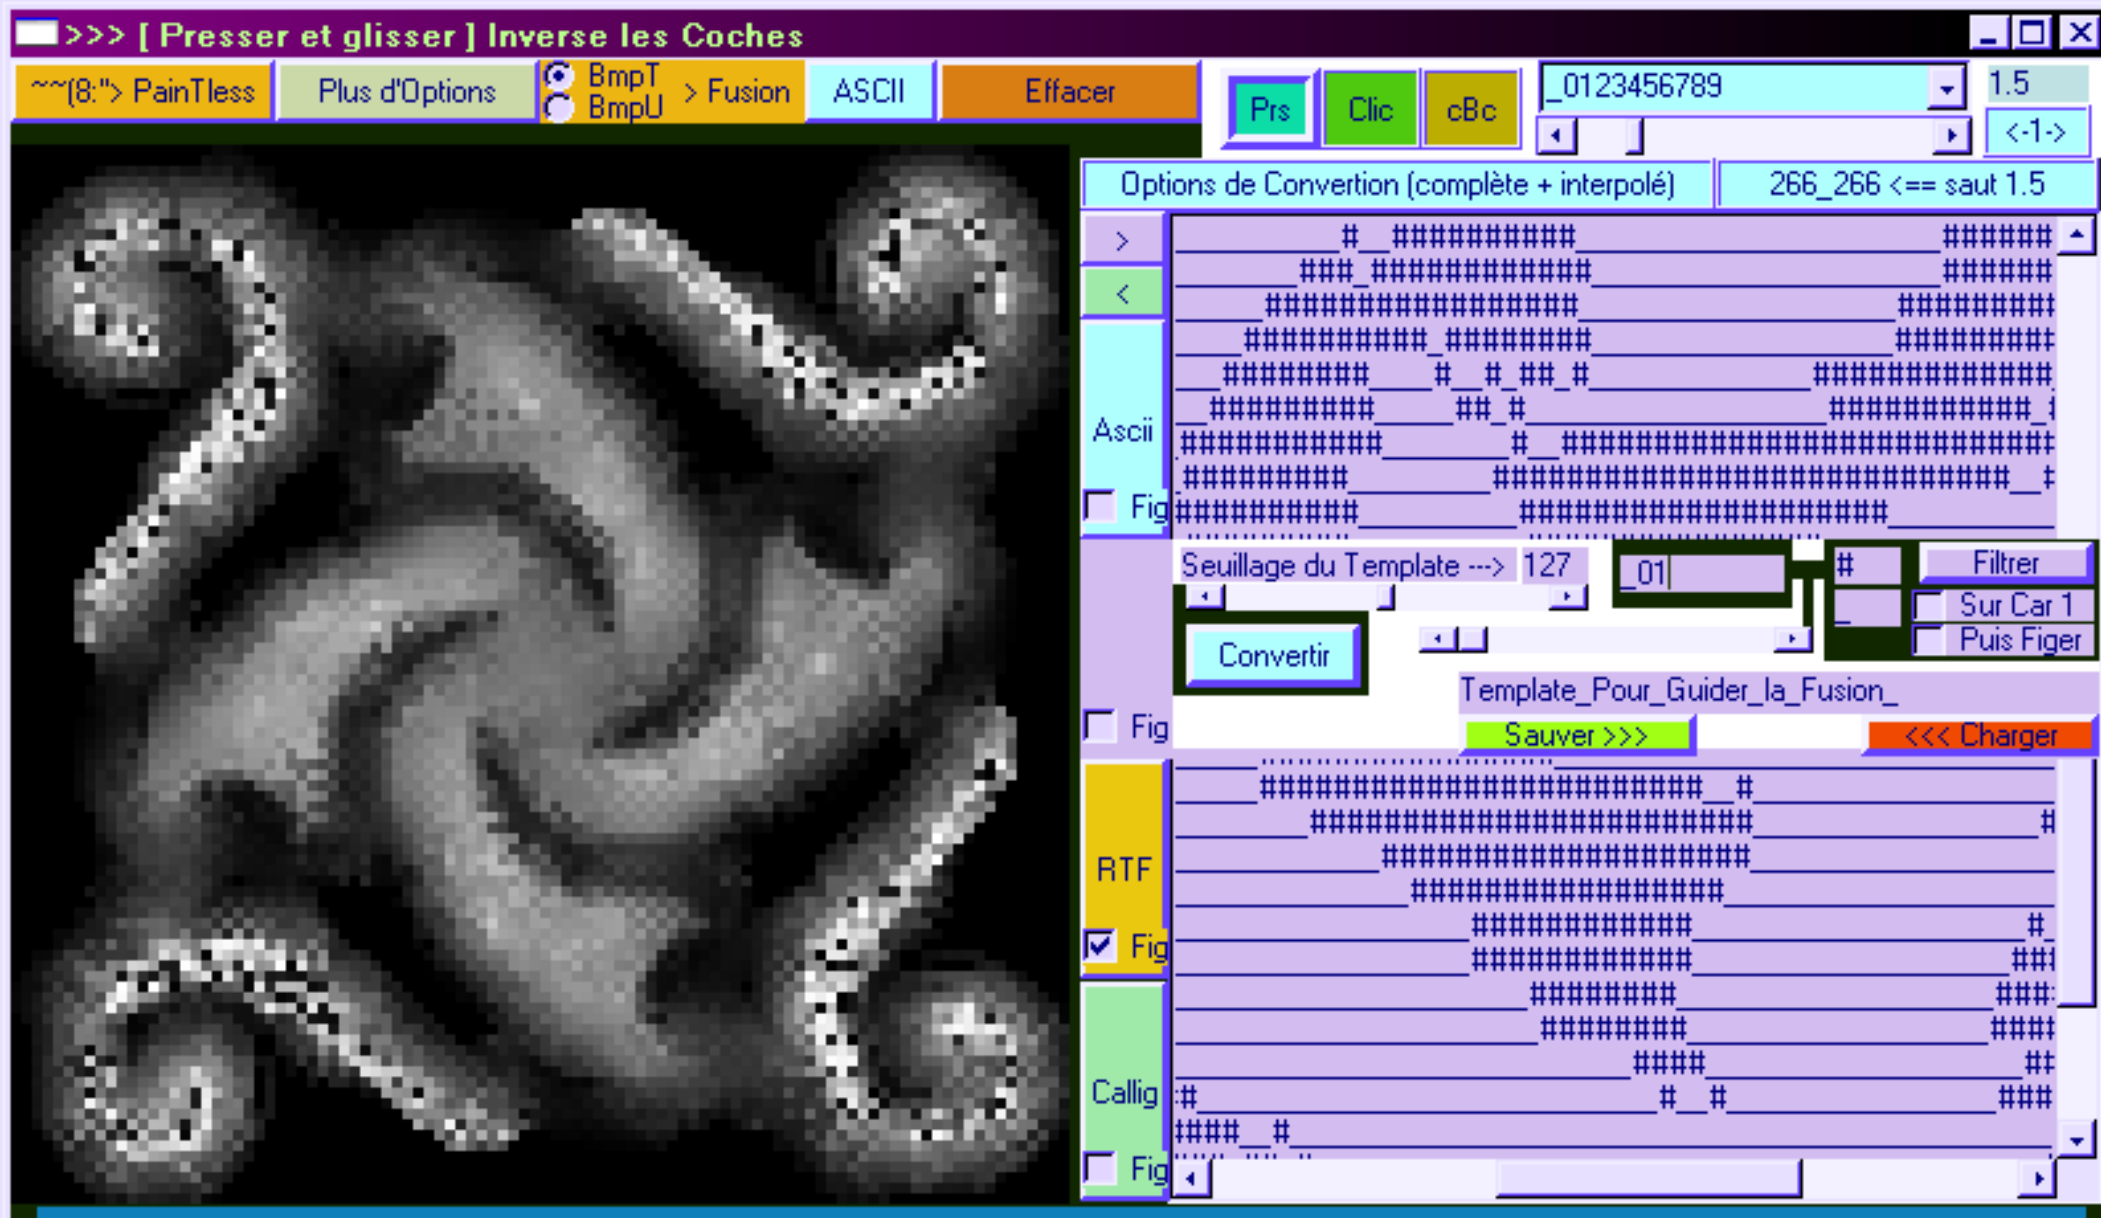 >>> [ Presser et glisser ] Inverse les Coches
~~(8:"> PainTless
Plus d'Options
BmpT
BmpU
> Fusion
ASCII
Effacer
Prs
Clic
cBc
_0123456789
1.5
<-1->
Options de Convertion (complète + interpolé)
266_266 <== saut 1.5
>
<
Ascii
Fig
Seuillage du Template ---> 127
_01
#
_
Filtrer
Sur Car 1
Puis Figer
Convertir
Template_Pour_Guider_la_Fusion_
Fig
Sauver >>>
<<< Charger
RTF
Fig
Callig
Fig